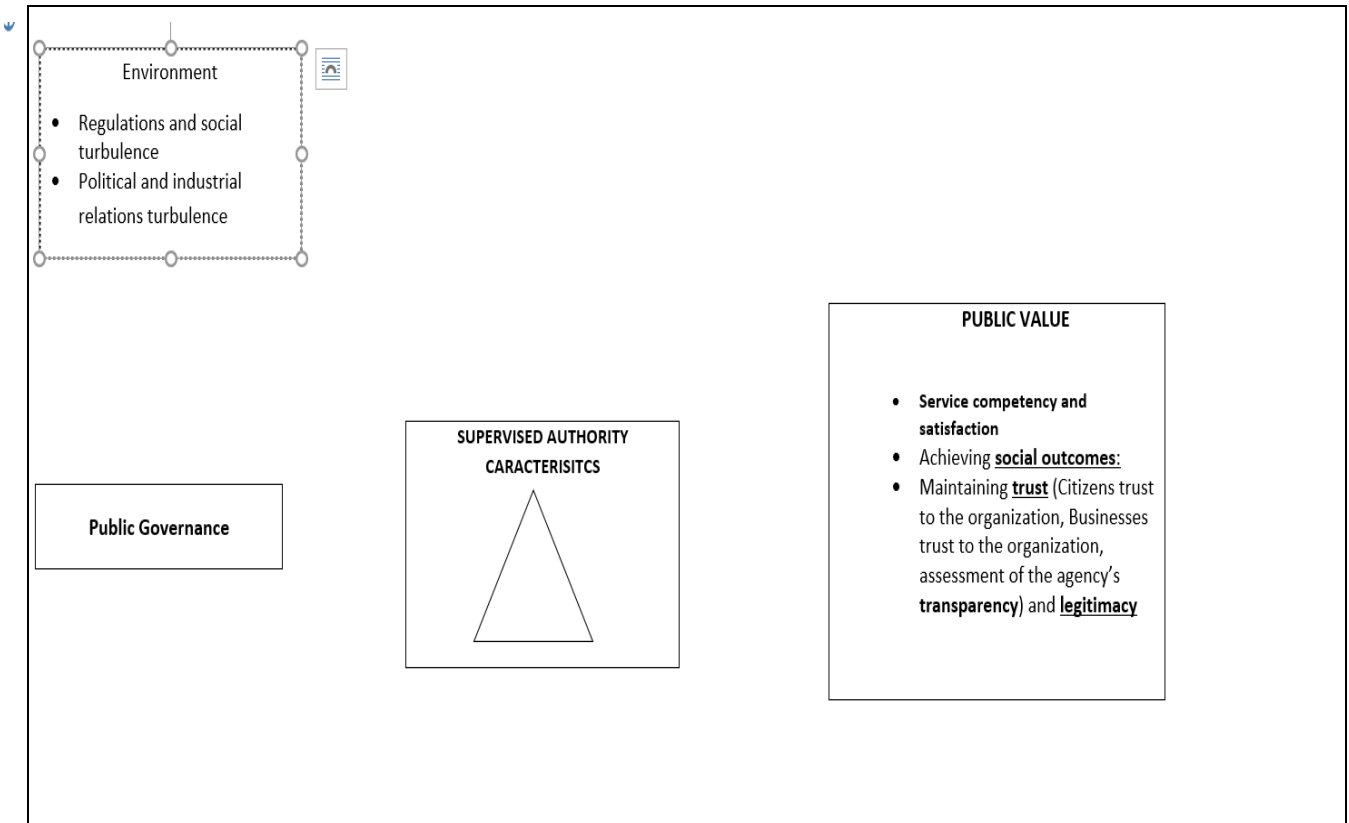 Environment
• Regulations and social
turbulence
• Political and industrial
relations turbulence
PUBLIC VALUE
• Service competency and
satisfaction
• Achieving social outcomes:
• Maintaining trust (Citizens trust
to the organization, Businesses
trust to the organization,
assessment of the agency’s
transparency) and legitimacy
SUPERVISED AUTHORITY
CARACTERISITCS
Public Governance